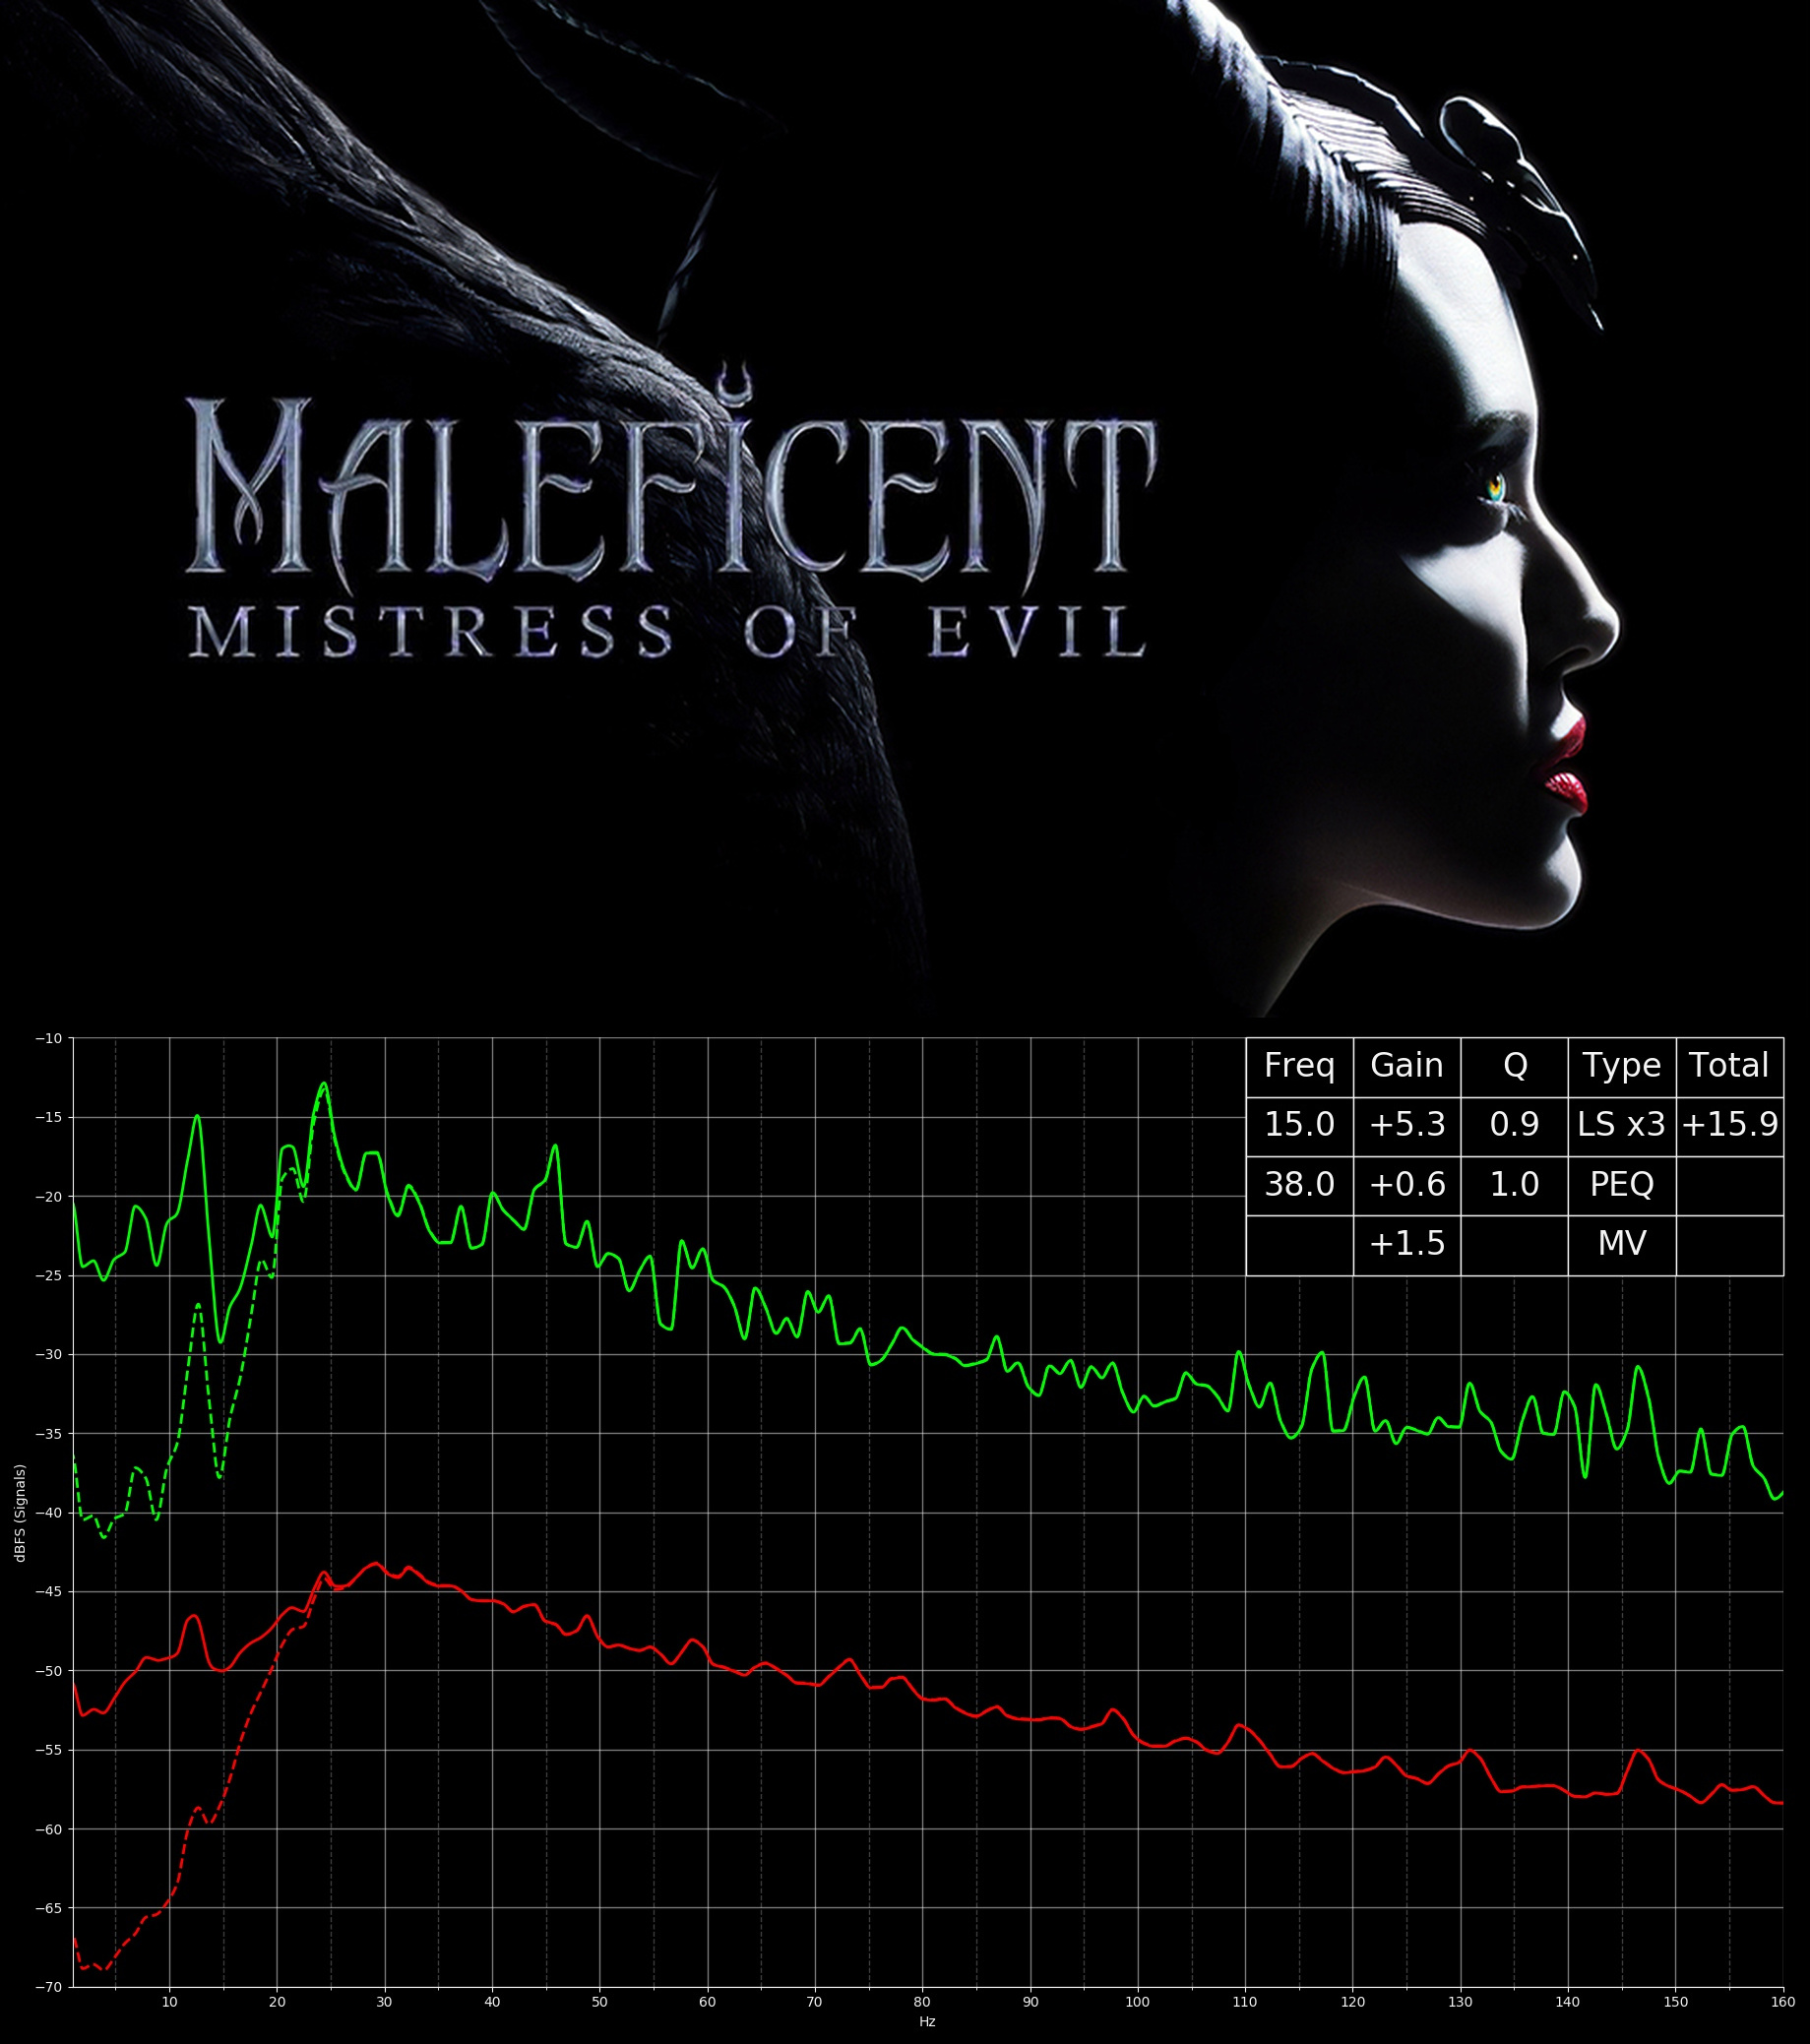 MALEFICENT
MISTRESS OF EVIL
Freq Gain Q Type Total
15.0 +5.3 0.9 LS x3 +15.9
38.0 +0.6 1.0 PEQ
+1.5 MV
−10
−15
−20
−25
−30
−35
−40
−45
−50
−55
−60
−65
−70
dBFS (Signals)
10 20 30 40 50 60 70 80 90 100 110 120 130 140 150 160
Hz